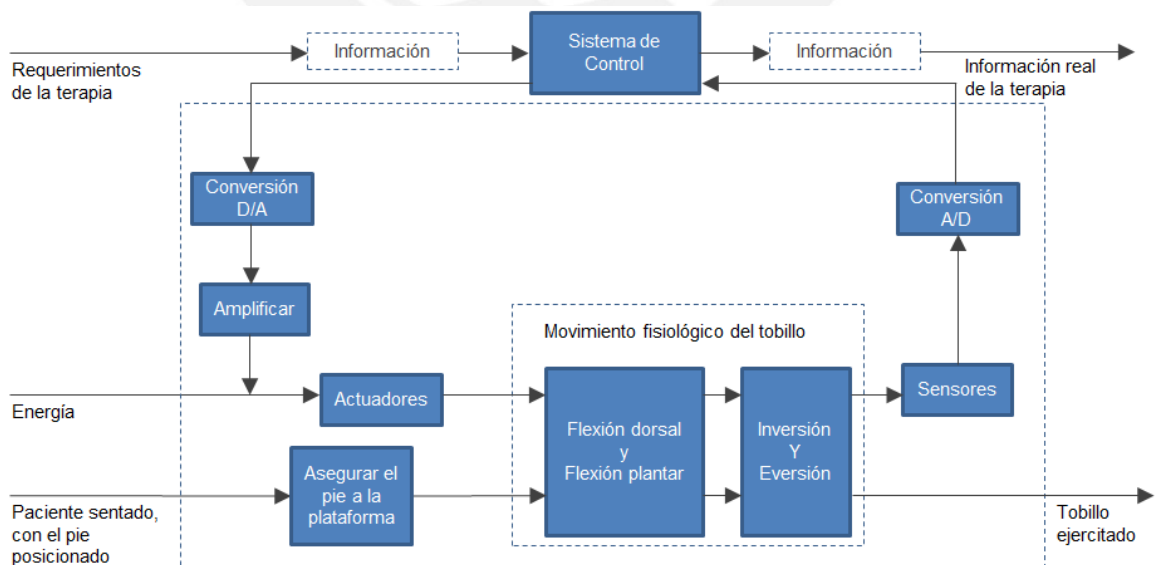 Información
Sistema de
Control
Información
Requerimientos
de la terapia
Información real
de la terapia
Conversión
D/A
Conversión
A/D
Amplificar
Movimiento fisiológico del tobillo
Energía
Actuadores
Flexión dorsal
y
Flexión plantar
Inversión
Y
Eversión
Sensores
Asegurar el
pie a la
plataforma
Paciente sentado,
con el pie
posicionado
Tobillo
ejercitado